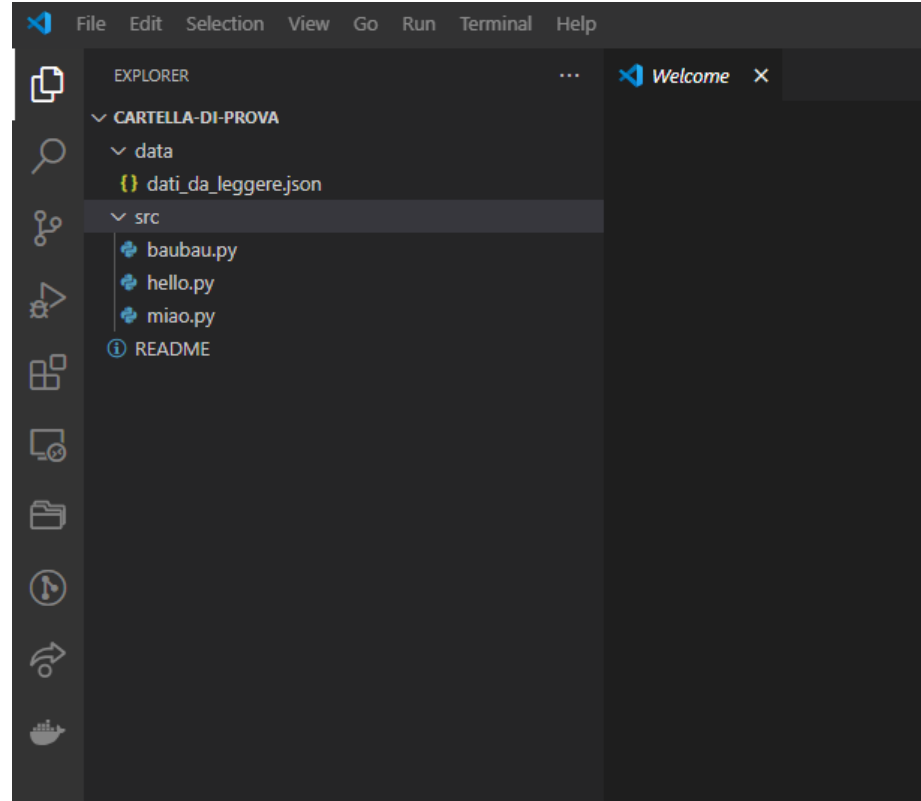 File Edit Selection View Go Run Terminal Help
EXPLORER ...
Welcome
CARTELLA-DI-PROVA
data
{} dati_da_leggere.json
src
baubau.py
hello.py
miao.py
README